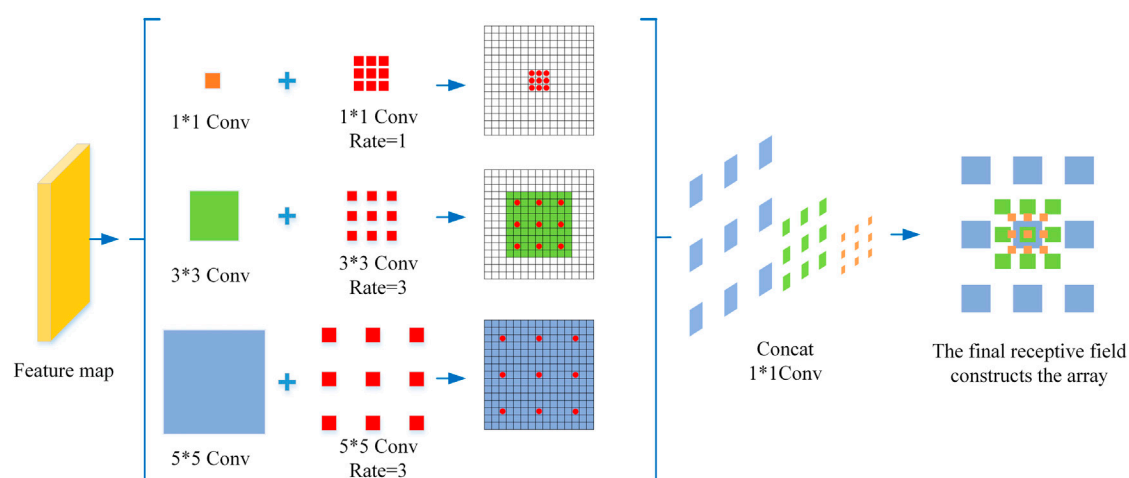 Feature map
1*1 Conv
1*1 Conv
Rate=1
3*3 Conv
3*3 Conv
Rate=3
5*5 Conv
5*5 Conv
Rate=3
Concat
1*1Conv
The final receptive field
constructs the array